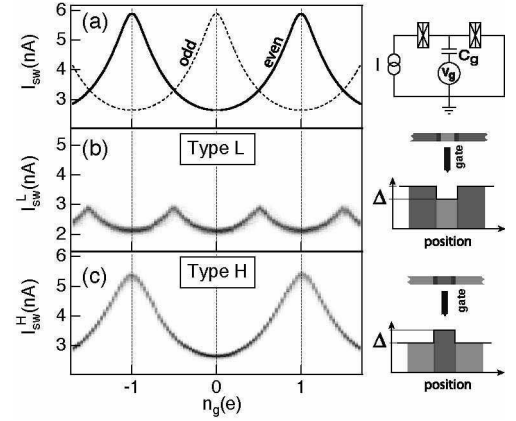 (a)
6
5
4
3
I_sw(nA)
odd
even
I
C_g
V_g
(b)
Type L
5
4
3
2
I^L_sw(nA)
gate
Δ
position
(c)
Type H
6
5
4
3
I^H_sw(nA)
-1
0
1
n_g(e)
gate
Δ
position